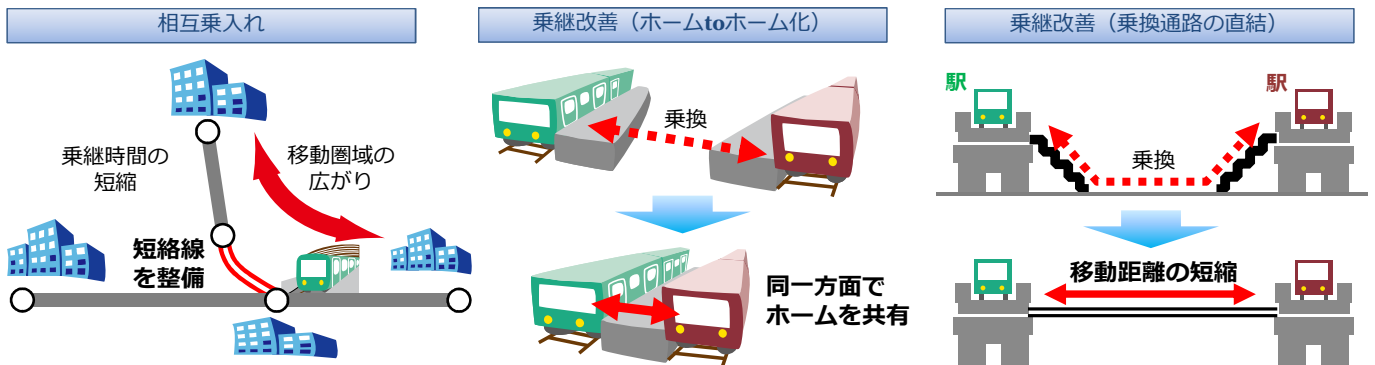 相互乗入れ
乗継時間の
短縮
移動圏域の
広がり
短絡線
を整備
乗継改善（ホームtoホーム化）
乗換
同一方面で
ホームを共有
乗継改善（乗換通路の直結）
駅
駅
乗換
移動距離の短縮